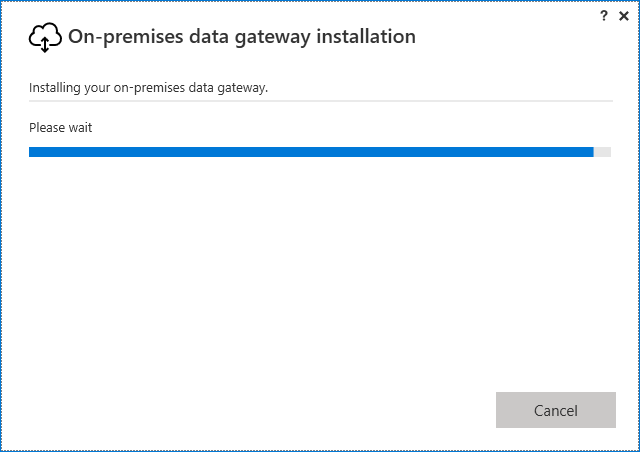 ? ×
On-premises data gateway installation
Installing your on-premises data gateway.
Please wait
Cancel